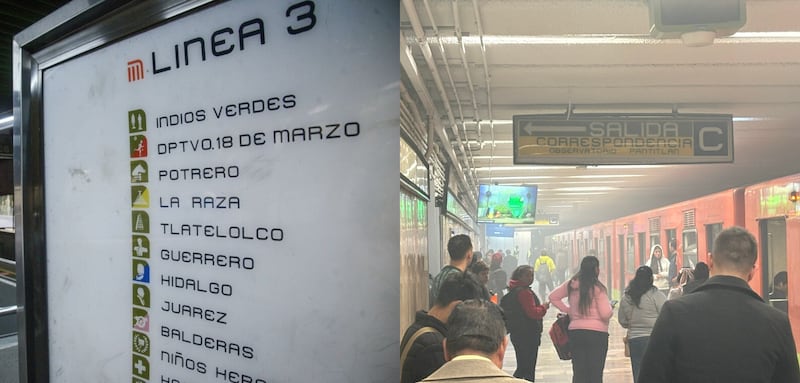 LINEA 3
INDIOS VERDES
DPTVO.18 DE MARZO
POTRERO
LA RAZA
TLATELOLCO
GUERRERO
HIDALGO
JUAREZ
BALDERAS
NIÑOS
SALIDA
CORRESPONDENCIA
OBSERVATORIO PANTITLAN
C